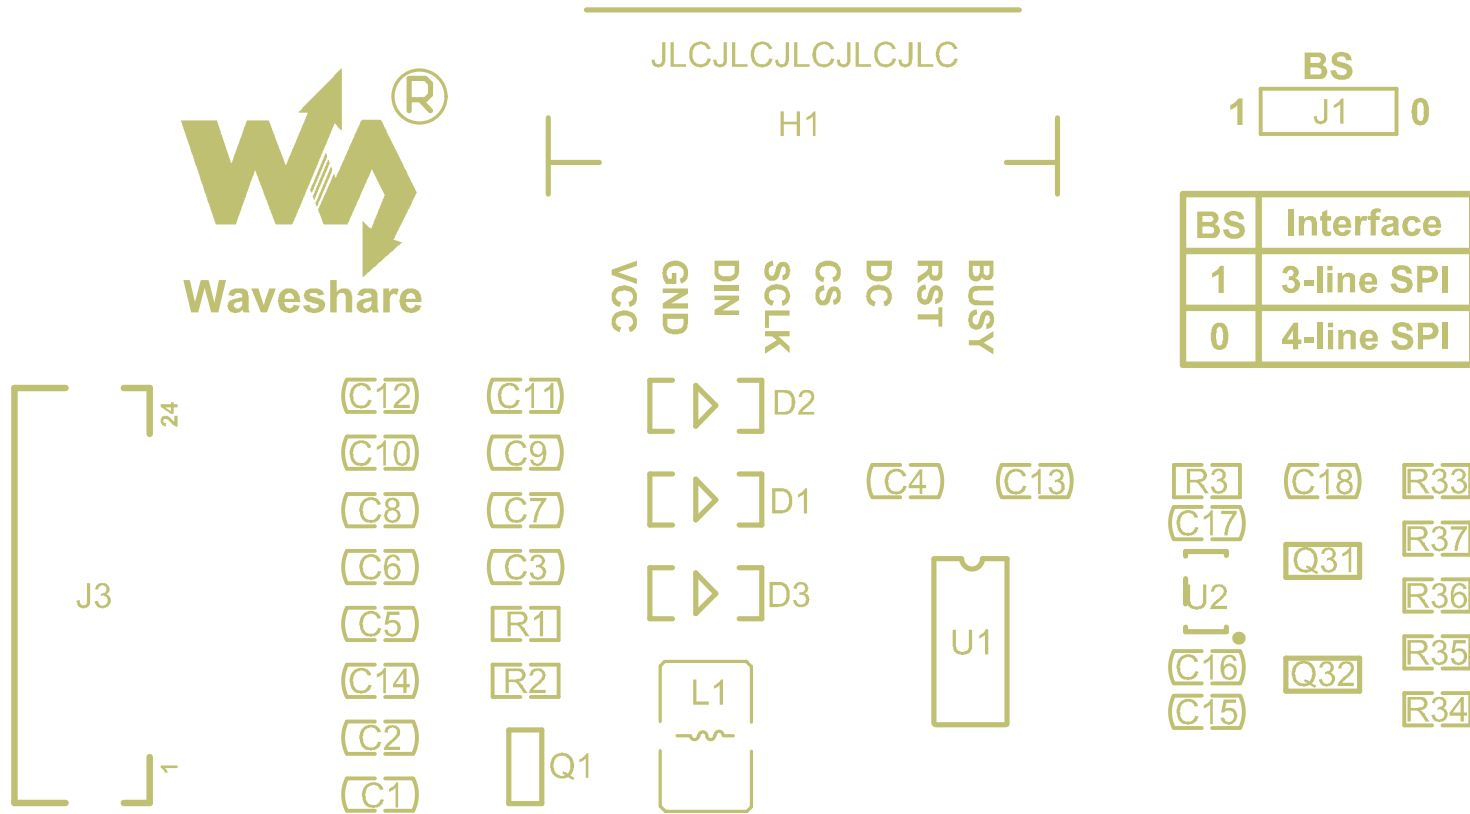 JLCJLCJLCJLCJLC
BS
®
H1
1 J1 0
BS Interface
1 3-line SPI
0 4-line SPI
Waveshare
VCC
GND
DIN
SCLK
CS
DC
RST
BUSY
24
J3
1
C12 C11 D2
C10 C9
C8 C7 D1
C6 C3 D3
C5 R1
C14 R2 L1
C2
C1 Q1
C4 C13 R3 C18 R33
C17 R37
Q31
U2 R36
U1
C16 Q32 R35
C15 R34